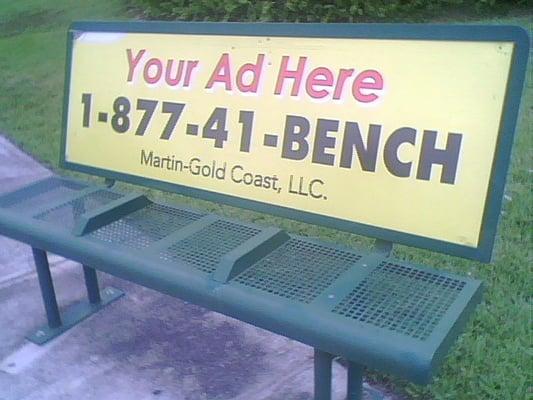 Your Ad Here
1-877-41-BENCH
Martin-Gold Coast, LLC.